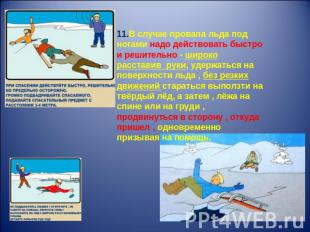 11.В случае провала льда под
ногами надо действовать быстро
и решительно - широко
расставив руки, удержаться на
поверхности льда , без резких
движений стараться выползти на
твёрдый лёд, а затем , лёжа на
спине или на груди ,
продвинуться в сторону , откуда
пришел , одновременно
призывая на помощь.
ПРИ СПАСЕНИИ ДЕЙСТВУЙТЕ БЫСТРО, РЕШИТЕЛЬНО,
НО ПРЕДЕЛЬНО ОСТОРОЖНО.
ГРОМКО ПОДБАДРИВАЙТЕ СПАСАЕМОГО.
ПОДАВАЙТЕ СПАСАТЕЛЬНЫЙ ПРЕДМЕТ С
РАССТОЯНИЯ 3-4 МЕТРА.
PPt4WEB.ru